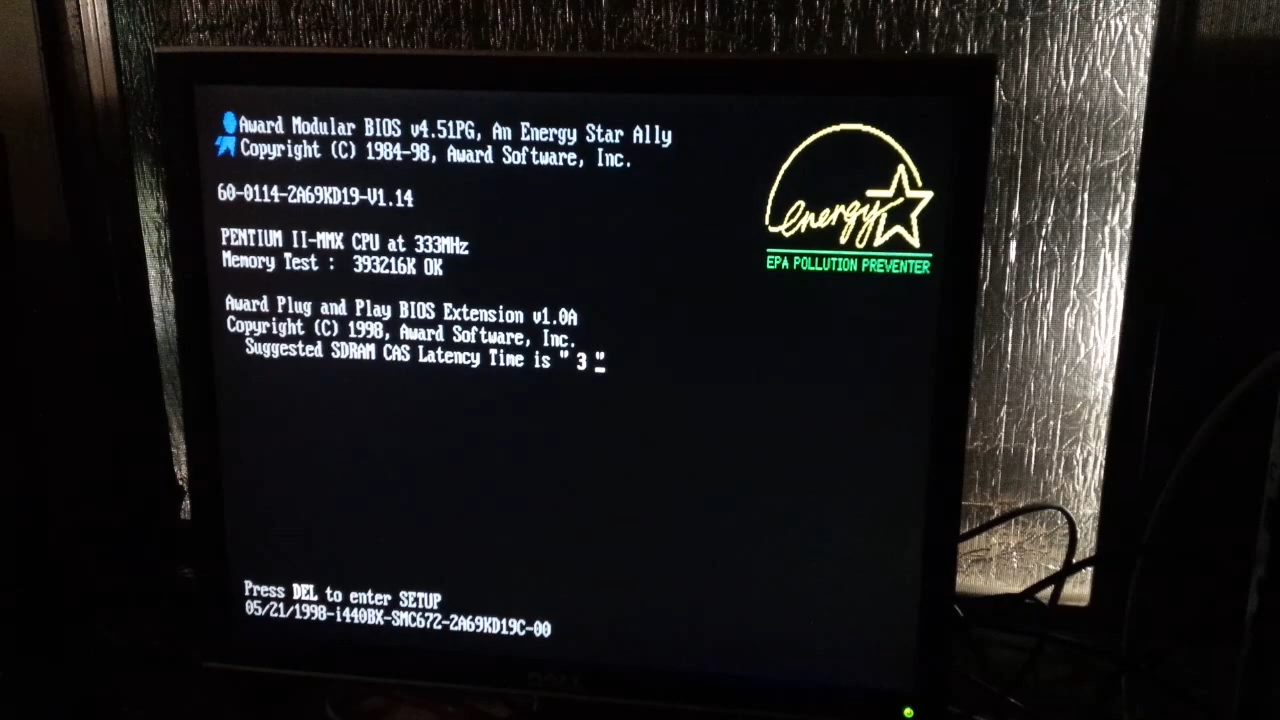 Award Modular BIOS v4.51PG, An Energy Star Ally
Copyright (C) 1984-98, Award Software, Inc.
60-0114-2A69KD19-V1.14
energy
EPA POLLUTION PREVENTER
PENTIUM II-MMX CPU at 333MHz
Memory Test :  393216K OK
Award Plug and Play BIOS Extension v1.0A
Copyright (C) 1998, Award Software, Inc.
Suggested SDRAM CAS Latency Time is " 3 "
Press DEL to enter SETUP
05/21/1998-i440BX-SMC672-2A69KD19C-00
DELL